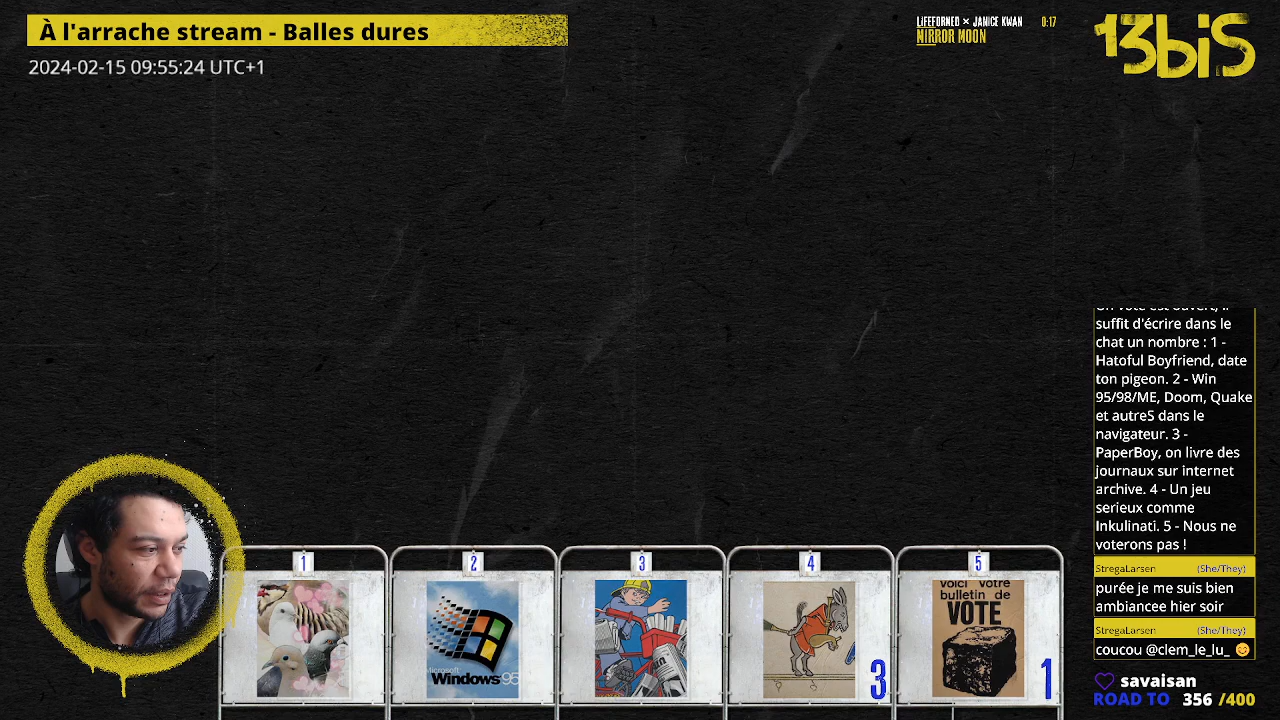 À l'arrache stream - Balles dures
2024-02-15 09:55:24 UTC+1
LIFEFORMED × JANICE KWAN 0:17
MIRROR MOON
13biS
suffit d'écrire dans le
chat un nombre : 1 -
Hatoful Boyfriend, date
ton pigeon. 2 - Win
95/98/ME, Doom, Quake
et autreS dans le
navigateur. 3 -
PaperBoy, on livre des
journaux sur internet
archive. 4 - Un jeu
serieux comme
Inkulinati. 5 - Nous ne
voterons pas !
StregaLarsen (She/They)
purée je me suis bien
ambiancee hier soir
StregaLarsen (She/They)
coucou @clem_le_lu_
savaisan
ROAD TO 356 /400
1
2
3
4
5
Microsoft
Windows 95
voici votre
bulletin de
VOTE
3
1